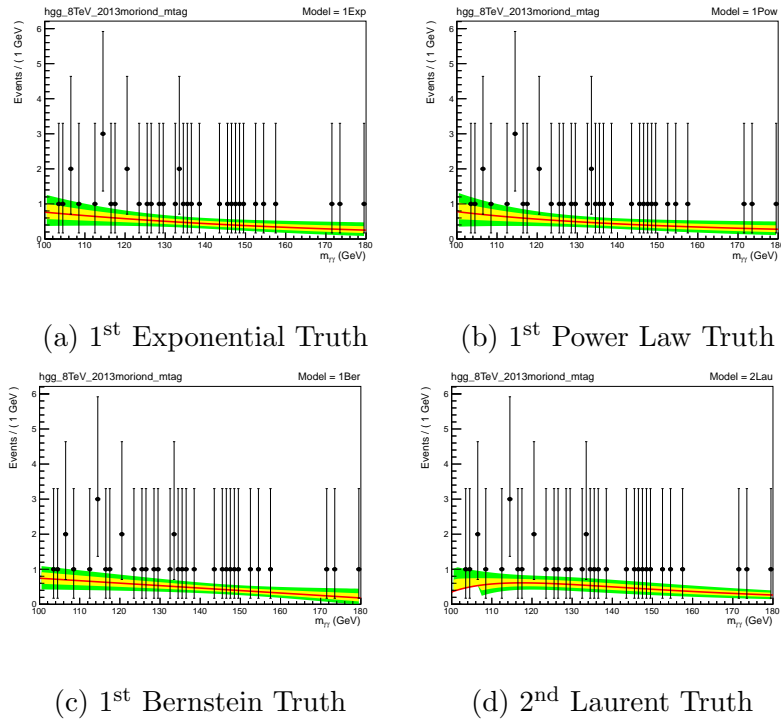 hgg_8TeV_2013moriond_mtag Model = 1Exp
Events / ( 1 GeV )
6
5
4
3
2
1
0
100 110 120 130 140 150 160 170 180
mγγ (GeV)
(a) 1st Exponential Truth
hgg_8TeV_2013moriond_mtag Model = 1Pow
Events / ( 1 GeV )
6
5
4
3
2
1
0
100 110 120 130 140 150 160 170 180
mγγ (GeV)
(b) 1st Power Law Truth
hgg_8TeV_2013moriond_mtag Model = 1Ber
Events / ( 1 GeV )
6
5
4
3
2
1
0
100 110 120 130 140 150 160 170 180
mγγ (GeV)
(c) 1st Bernstein Truth
hgg_8TeV_2013moriond_mtag Model = 2Lau
Events / ( 1 GeV )
6
5
4
3
2
1
0
100 110 120 130 140 150 160 170 180
mγγ (GeV)
(d) 2nd Laurent Truth